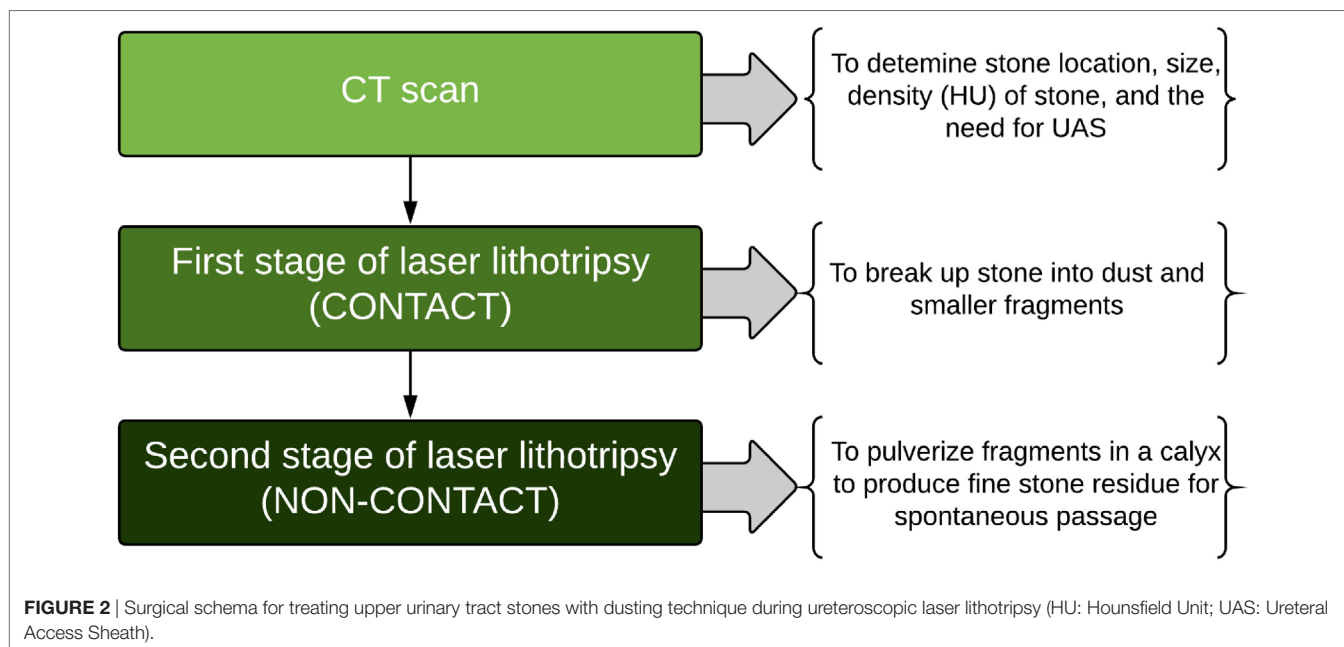 CT scan
To detemine stone location, size,
density (HU) of stone, and the
need for UAS
First stage of laser lithotripsy
(CONTACT)
To break up stone into dust and
smaller fragments
Second stage of laser lithotripsy
(NON-CONTACT)
To pulverize fragments in a calyx
to produce fine stone residue for
spontaneous passage
FIGURE 2 | Surgical schema for treating upper urinary tract stones with dusting technique during ureteroscopic laser lithotripsy (HU: Hounsfield Unit; UAS: Ureteral
Access Sheath).